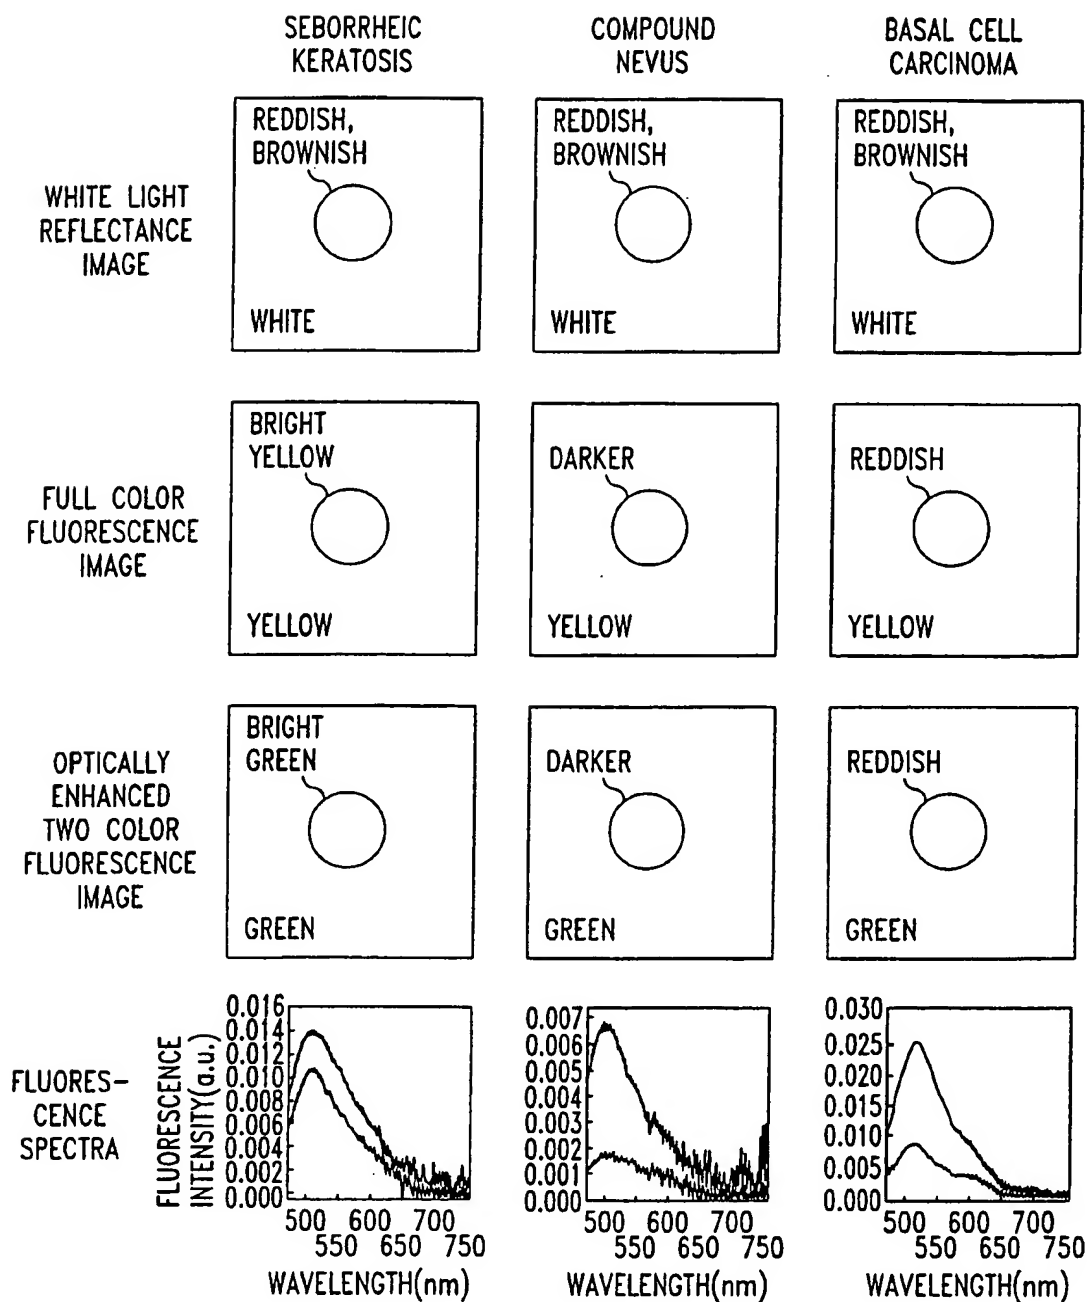 SEBORRHEIC
KERATOSIS
COMPOUND
NEVUS
BASAL CELL
CARCINOMA
WHITE LIGHT
REFLECTANCE
IMAGE
REDDISH,
BROWNISH
WHITE
REDDISH,
BROWNISH
WHITE
REDDISH,
BROWNISH
WHITE
FULL COLOR
FLUORESCENCE
IMAGE
BRIGHT
YELLOW
YELLOW
DARKER
YELLOW
REDDISH
YELLOW
OPTICALLY
ENHANCED
TWO COLOR
FLUORESCENCE
IMAGE
BRIGHT
GREEN
GREEN
DARKER
GREEN
REDDISH
GREEN
FLUORES-
CENCE
SPECTRA
FLUORESCENCE
INTENSITY(a.u.)
0.016
0.014
0.012
0.010
0.008
0.006
0.004
0.002
0.000
500 600 700
550 650 750
WAVELENGTH(nm)
0.007
0.006
0.005
0.004
0.003
0.002
0.001
0.000
500 600 700
550 650 750
WAVELENGTH(nm)
0.030
0.025
0.020
0.015
0.010
0.005
0.000
500 600 700
550 650 750
WAVELENGTH(nm)